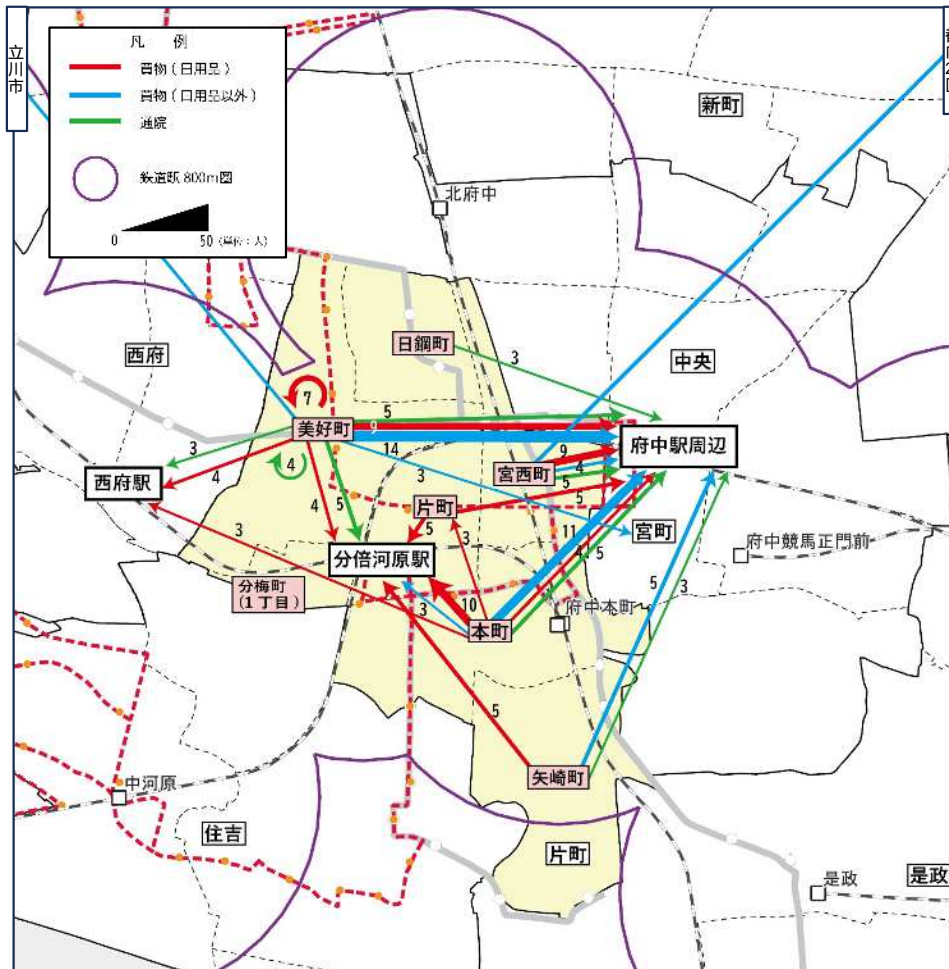 立川市
凡　例
買物（日用品）
買物（日用品以外）
通院
鉄道駅 800m圏
0
50（単位：人）
新町
北府中
西府
日鋼町
3
中央
7
5
美好町
9
14
府中駅周辺
3
4
4
西府駅
9
4
宮西町
5
3
片町
5
4
5
5
宮町
3
3
11
4
5
府中競馬正門前
分倍河原駅
分梅町
(1丁目)
3
10
本町
府中本町
5
3
5
矢崎町
中河原
住吉
片町
是政
是政